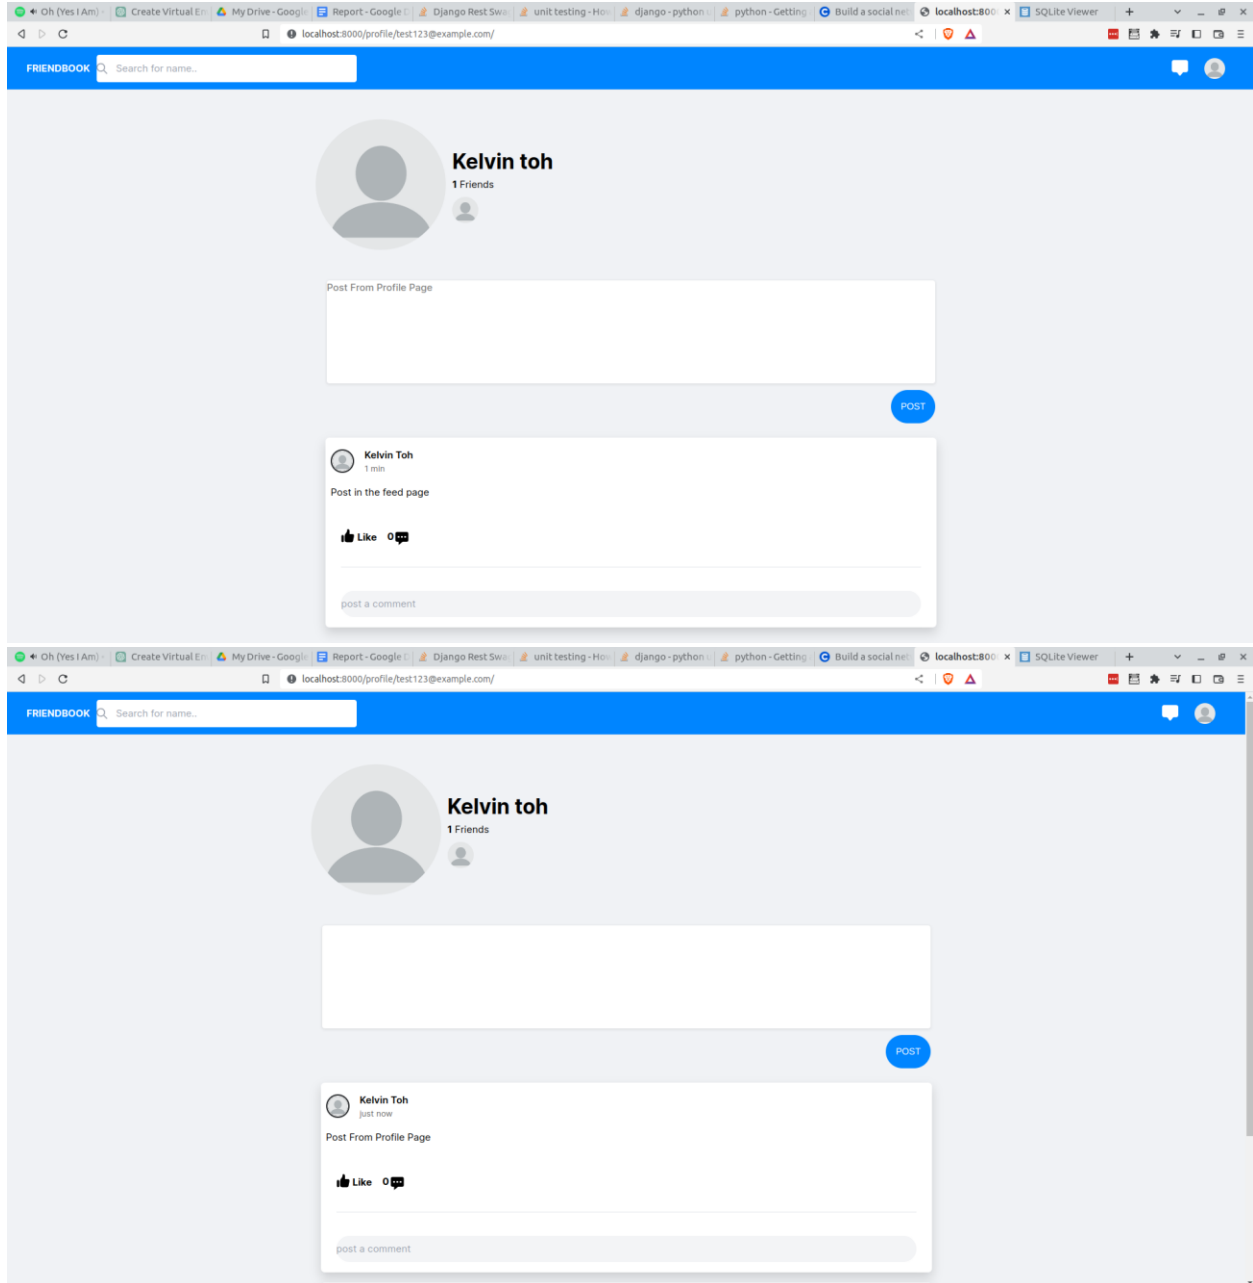 Oh (Yes I Am) - Create Virtual En My Drive - Google Report - Google D Django Rest Swa unit testing - How django - python u python - Getting Build a social net localhost:800 SQLite Viewer
localhost:8000/profile/test123@example.com/
FRIENDBOOK Search for name..
Kelvin toh
1 Friends
Post From Profile Page
POST
Kelvin Toh
1 min
Post in the feed page
Like 0
post a comment
Oh (Yes I Am) - Create Virtual En My Drive - Google Report - Google D Django Rest Swa unit testing - How django - python u python - Getting Build a social net localhost:800 SQLite Viewer
localhost:8000/profile/test123@example.com/
FRIENDBOOK Search for name..
Kelvin toh
1 Friends
POST
Kelvin Toh
just now
Post From Profile Page
Like 0
post a comment